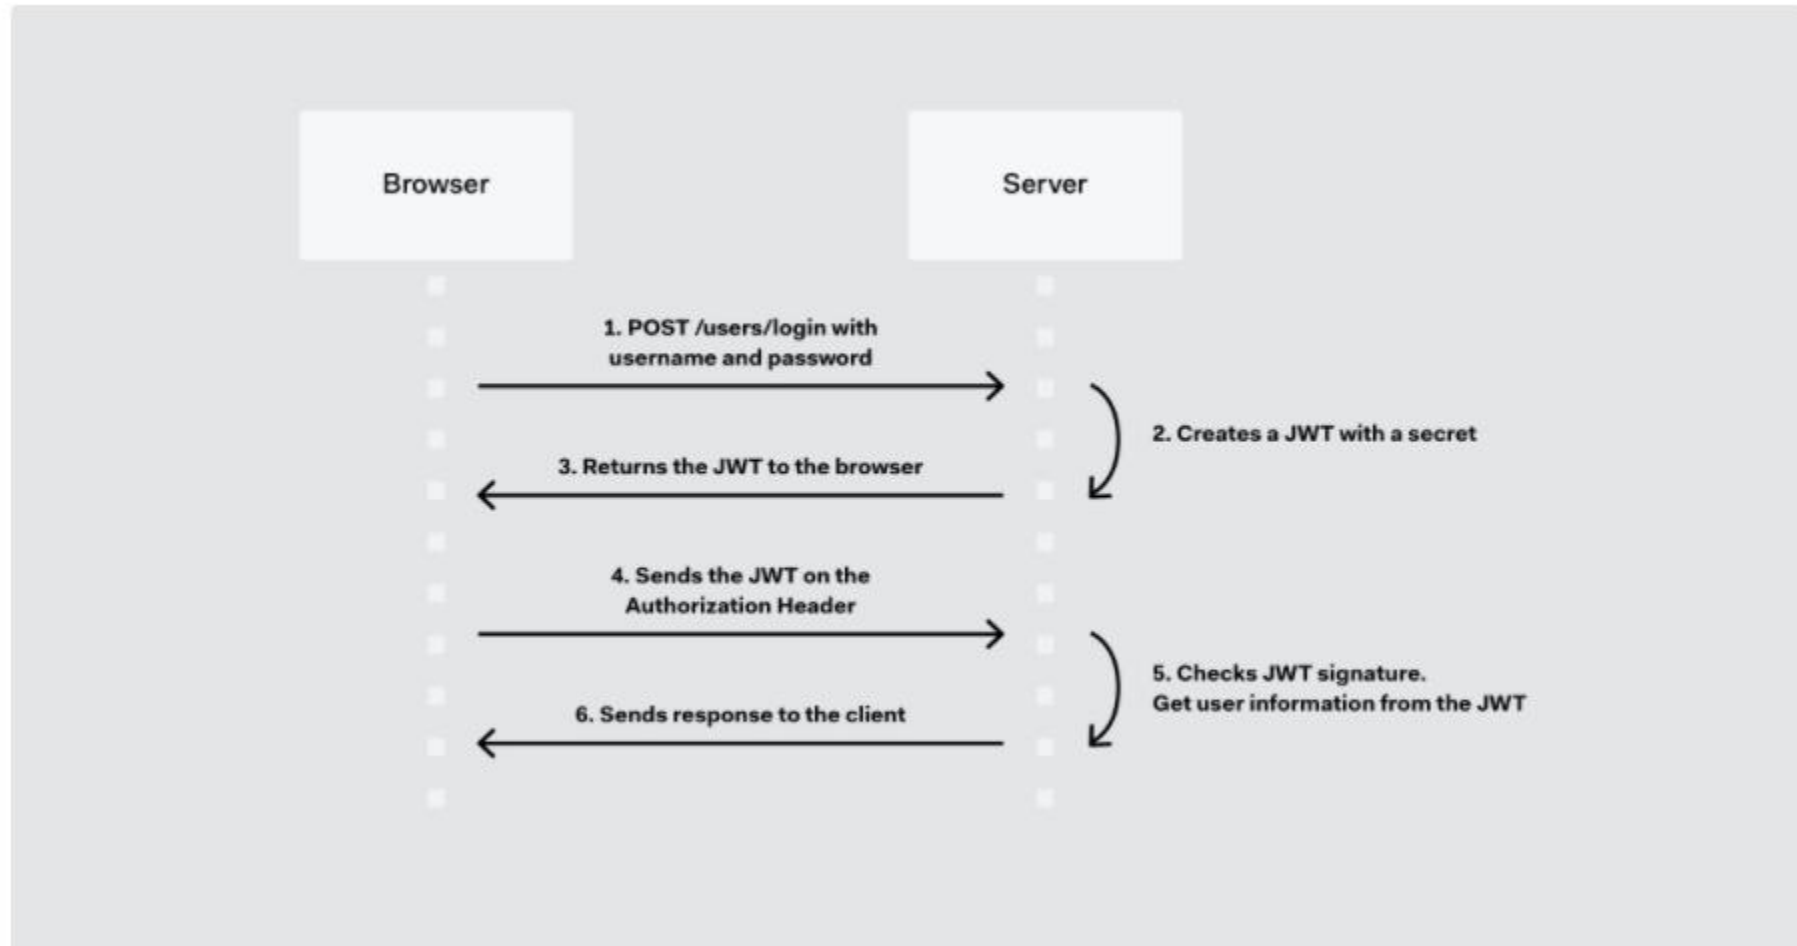 Browser
Server
1. POST /users/login with
username and password
2. Creates a JWT with a secret
3. Returns the JWT to the browser
4. Sends the JWT on the
Authorization Header
5. Checks JWT signature.
Get user information from the JWT
6. Sends response to the client